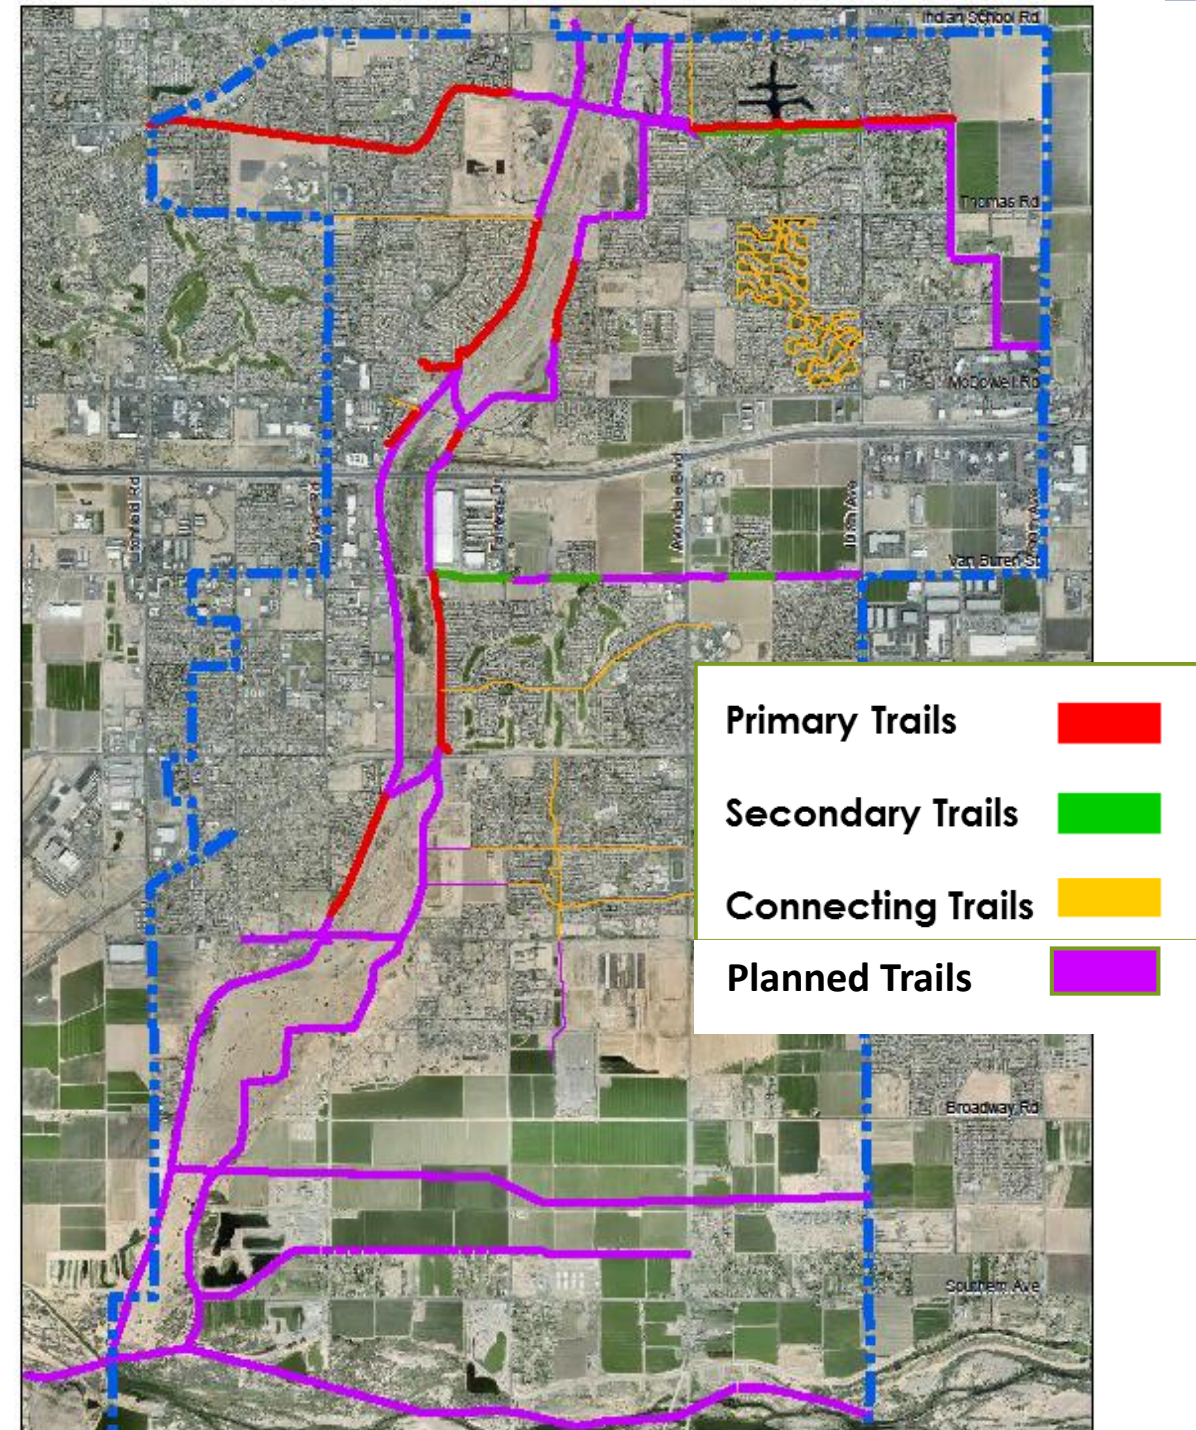 Indian School Rd
Thomas Rd
McDowell Rd
Avondale Blvd
Van Buren St
Primary Trails
Secondary Trails
Connecting Trails
Planned Trails
Broadway Rd
Southern Ave